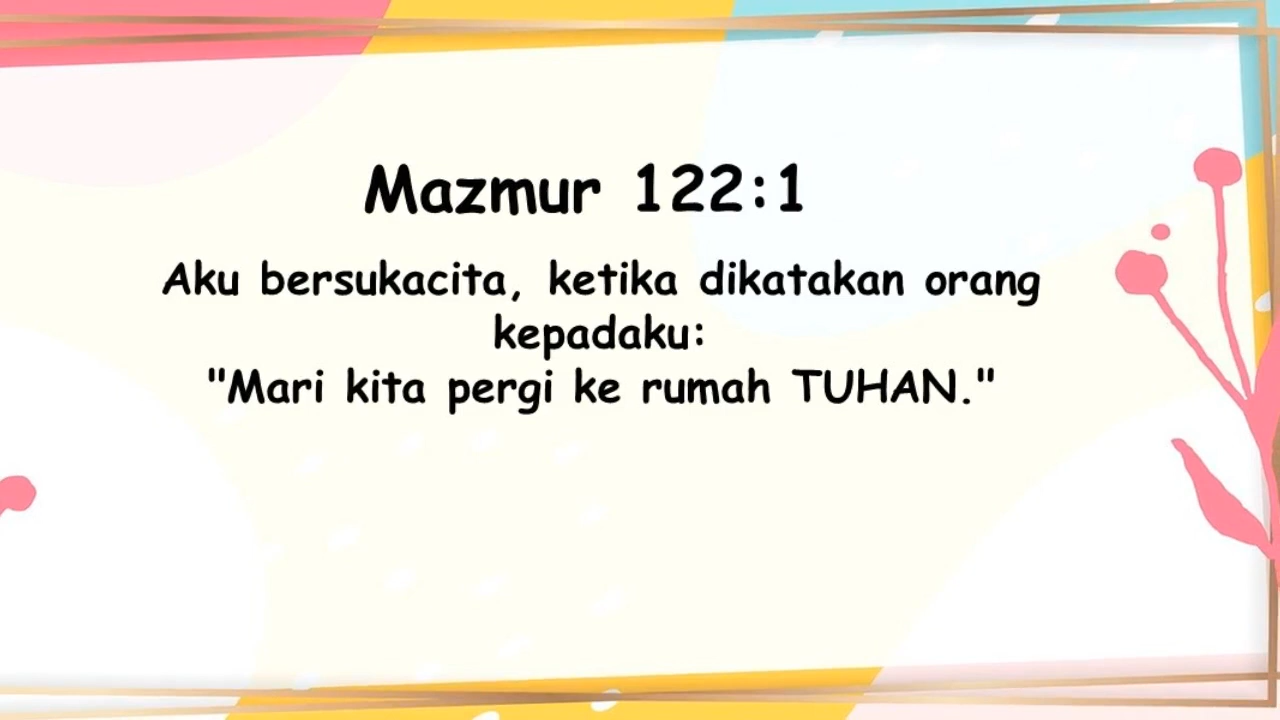 Mazmur 122:1
Aku bersukacita, ketika dikatakan orang
kepadaku:
"Mari kita pergi ke rumah TUHAN."